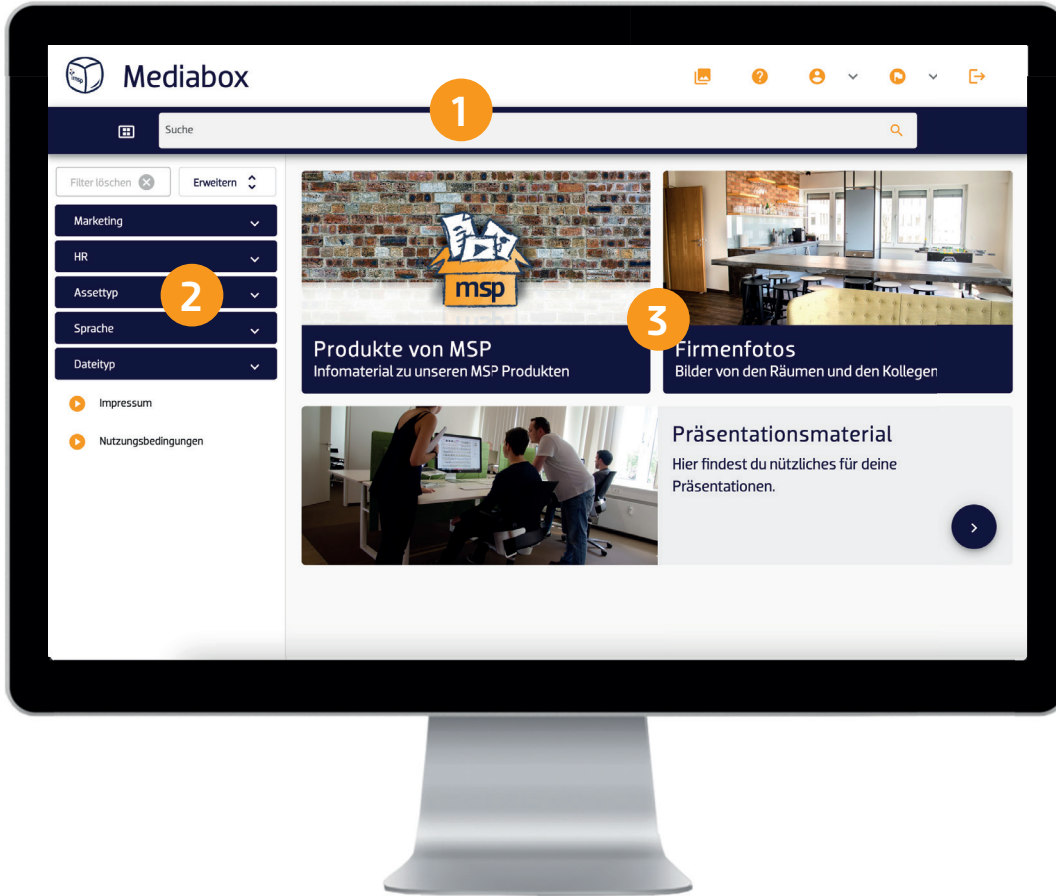 msp
Mediabox
1
Suche
Filter löschen
Erweitern
Marketing
HR
Assettyp
2
Sprache
Dateityp
Impressum
Nutzungsbedingungen
msp
3
Produkte von MSP
Infomaterial zu unseren MSP Produkten
Firmenfotos
Bilder von den Räumen und den Kollegen
Präsentationsmaterial
Hier findest du nützliches für deine
Präsentationen.